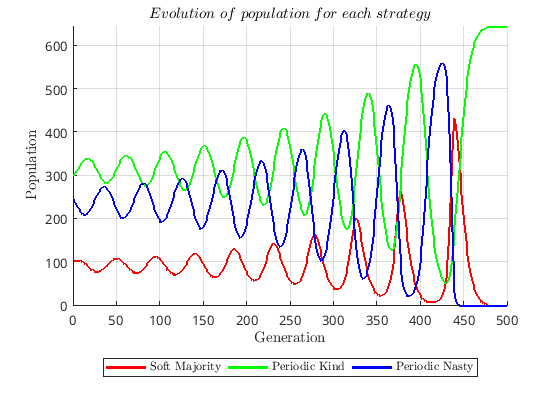 Evolution of population for each strategy
Population
600
500
400
300
200
100
0
0 50 100 150 200 250 300 350 400 450 500
Generation
Soft Majority Periodic Kind Periodic Nasty